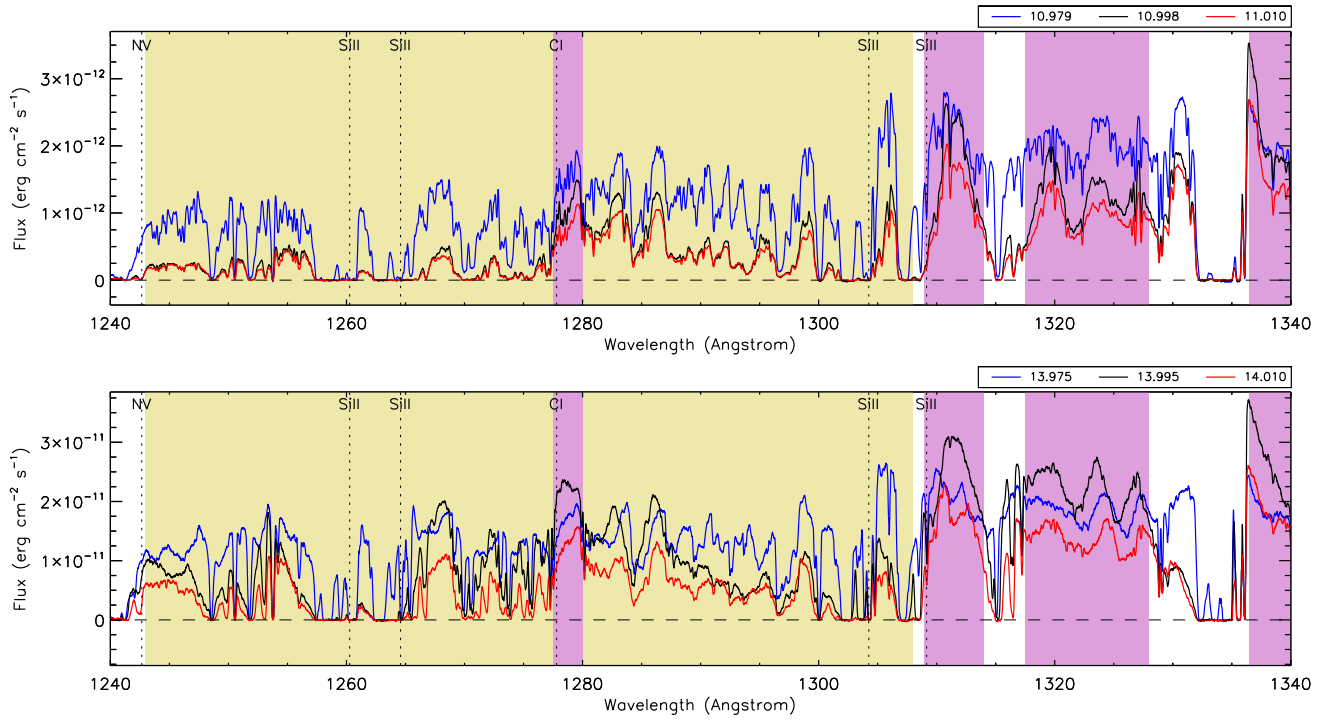 10.979 10.998 11.010
NV SiII SiII CI SiII SiII
3×10⁻¹²
2×10⁻¹²
1×10⁻¹²
0
Flux (erg cm⁻² s⁻¹)
1240 1260 1280 1300 1320 1340
Wavelength (Angstrom)
13.975 13.995 14.010
NV SiII SiII CI SiII SiII
3×10⁻¹¹
2×10⁻¹¹
1×10⁻¹¹
0
Flux (erg cm⁻² s⁻¹)
1240 1260 1280 1300 1320 1340
Wavelength (Angstrom)